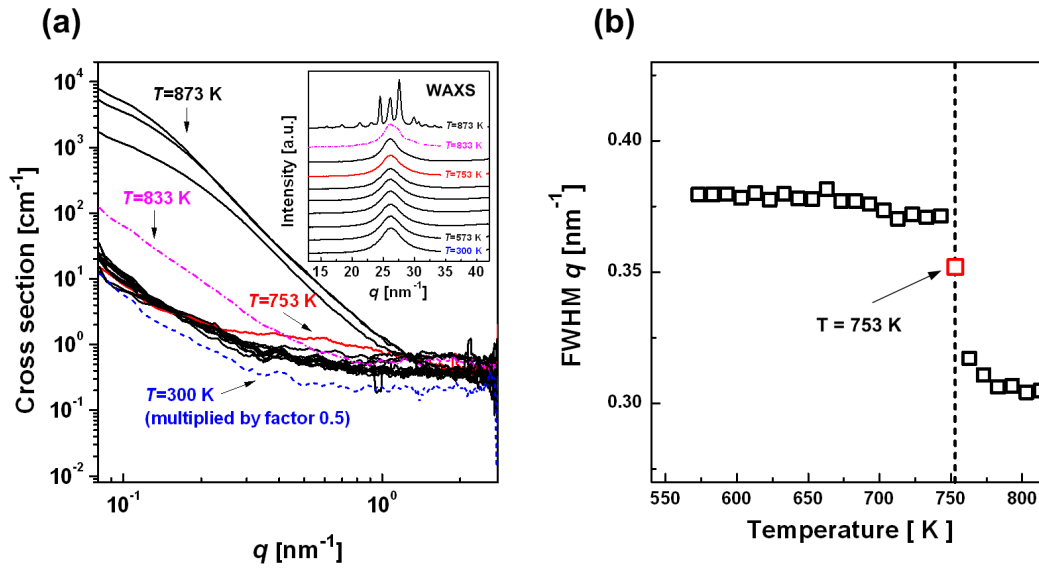 (a)
Cross section [cm⁻¹]
10⁴
10³
10²
10¹
10⁰
10⁻¹
10⁻²
T=873 K
T=833 K
T=753 K
T=300 K
(multiplied by factor 0.5)
10⁻¹
10⁰
q [nm⁻¹]
WAXS
Intensity [a.u.]
T=873 K
T=833 K
T=753 K
T=573 K
T=300 K
15 20 25 30 35 40
q [nm⁻¹]
(b)
FWHM q [nm⁻¹]
0.40
0.35
0.30
T = 753 K
550 600 650 700 750 800
Temperature [ K ]